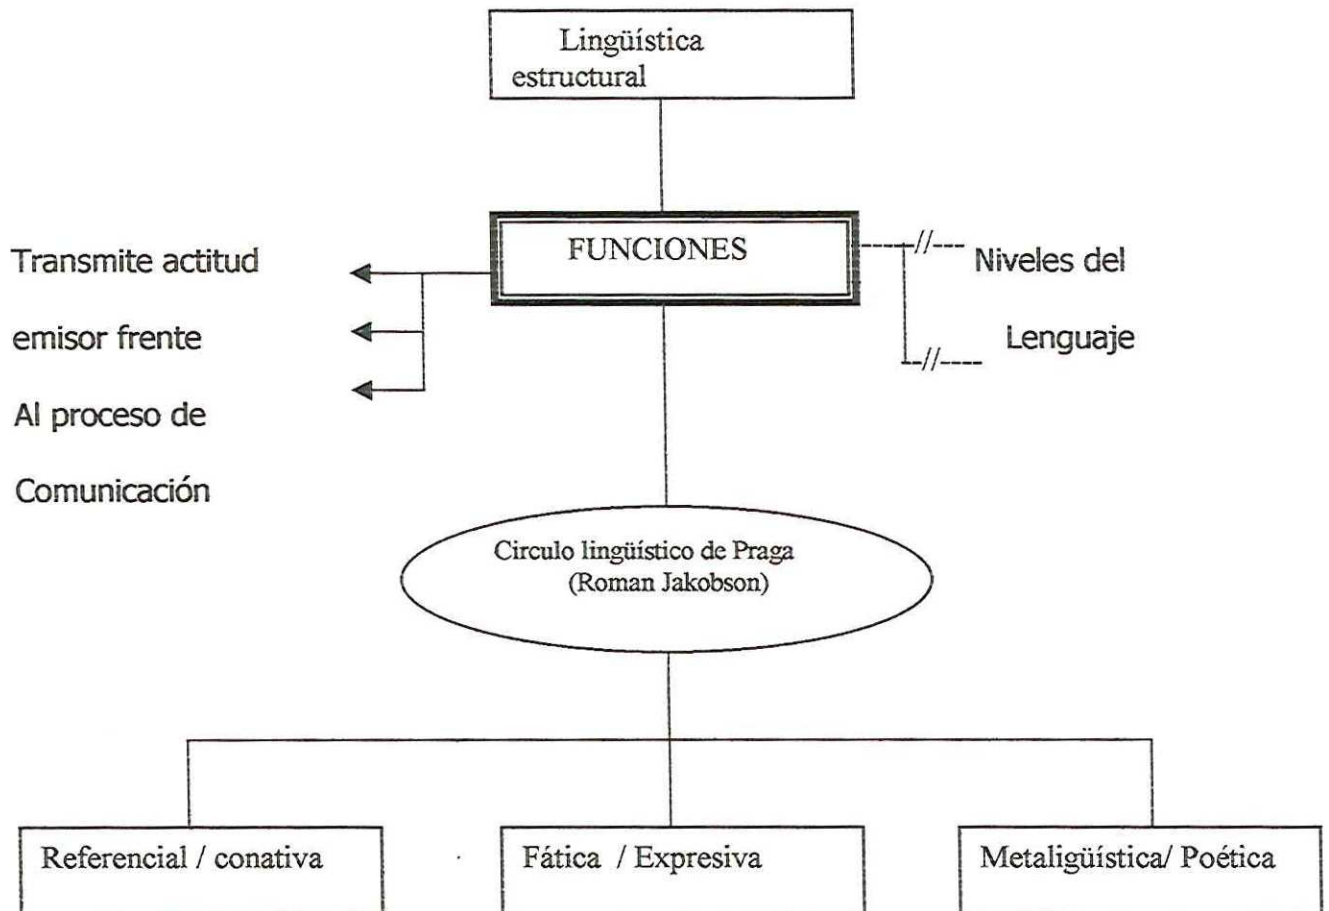 Lingüística
estructural
FUNCIONES
Transmite actitud
emisor frente
Al proceso de
Comunicación
Niveles del
Lenguaje
Circulo lingüístico de Praga
(Roman Jakobson)
Referencial / conativa
Fática / Expresiva
Metaligüística/ Poética